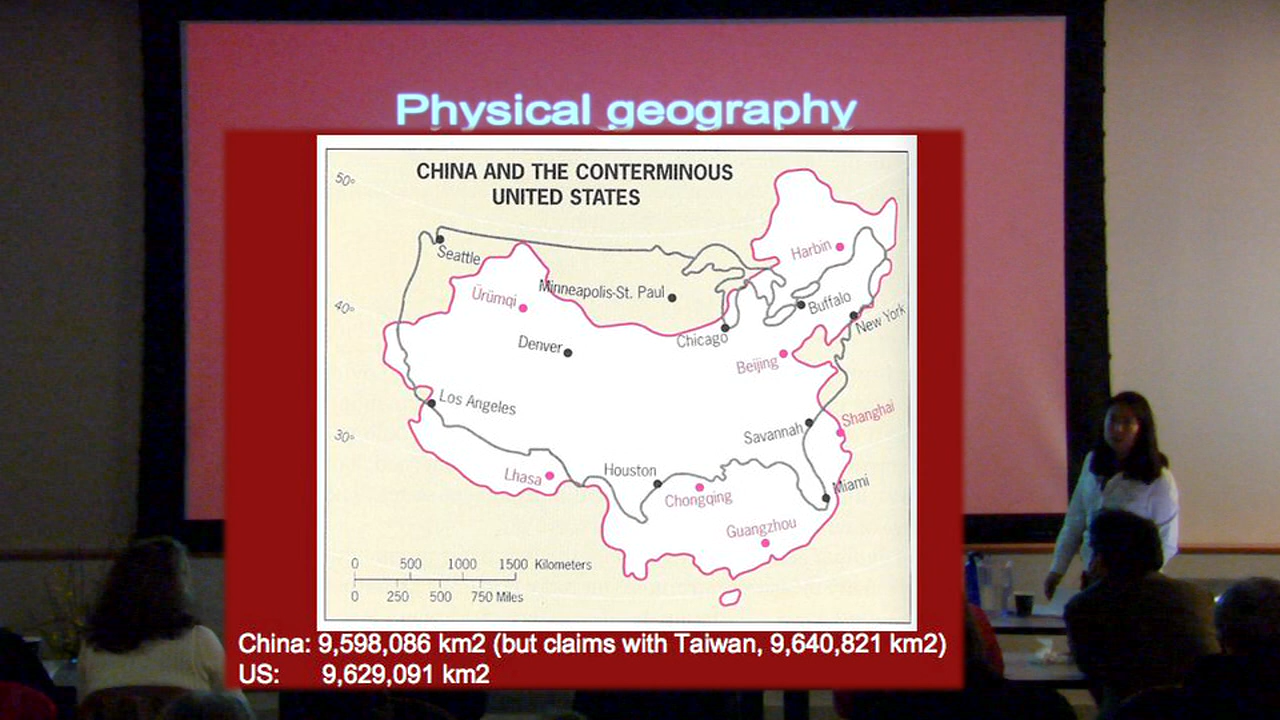 Physical geography
CHINA AND THE CONTERMINOUS
UNITED STATES
50°
Harbin
Seattle
Ürümqi
Minneapolis-St. Paul
Buffalo
40°
New York
Chicago
Denver
Beijing
Los Angeles
Shanghai
Savannah
30°
Houston
Lhasa
Chongqing
Miami
Guangzhou
0 500 1000 1500 Kilometers
0 250 500 750 Miles
China: 9,598,086 km2 (but claims with Taiwan, 9,640,821 km2)
US: 9,629,091 km2